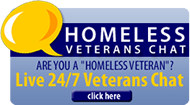 HOMELESS
VETERANS CHAT
ARE YOU A "HOMELESS VETERAN"?
Live 24/7 Veterans Chat
click here